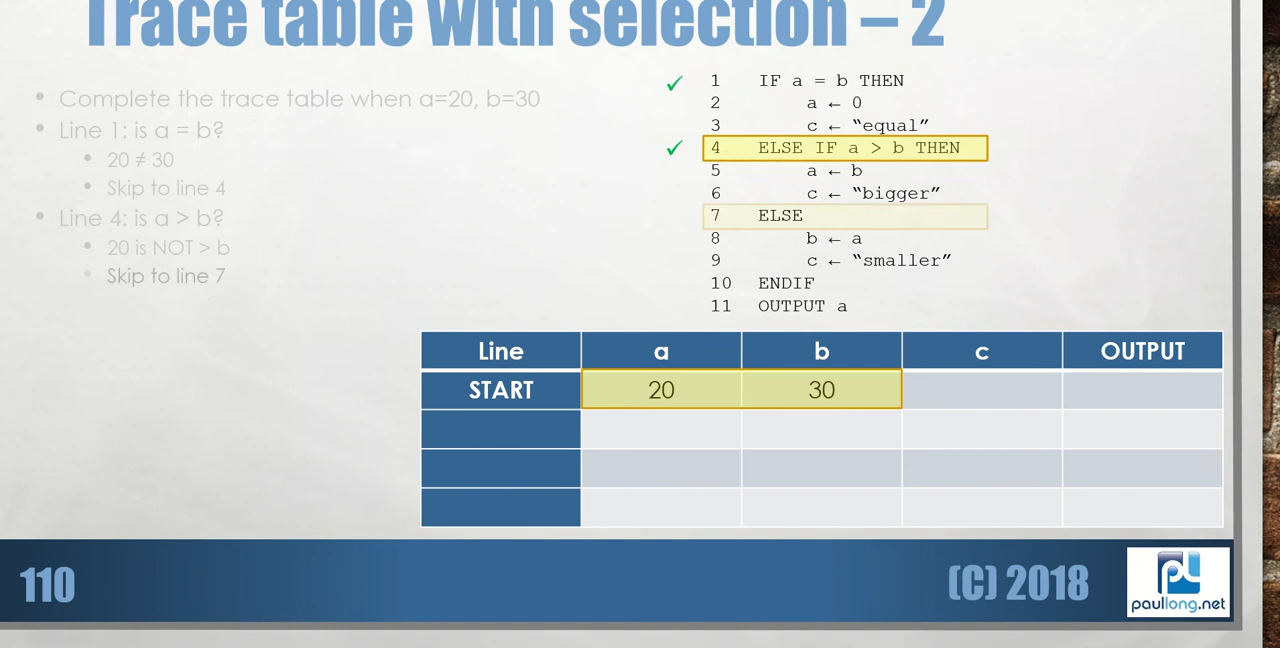 Trace table with selection – 2
• Complete the trace table when a=20, b=30
• Line 1: is a = b?
• 20 ≠ 30
• Skip to line 4
• Line 4: is a > b?
• 20 is NOT > b
• Skip to line 7
✓ 1 IF a = b THEN
2 a ← 0
3 c ← “equal”
✓ 4 ELSE IF a > b THEN
5 a ← b
6 c ← “bigger”
7 ELSE
8 b ← a
9 c ← “smaller”
10 ENDIF
11 OUTPUT a
Line a b c OUTPUT
START 20 30
110
(C) 2018
pl
paullong.net